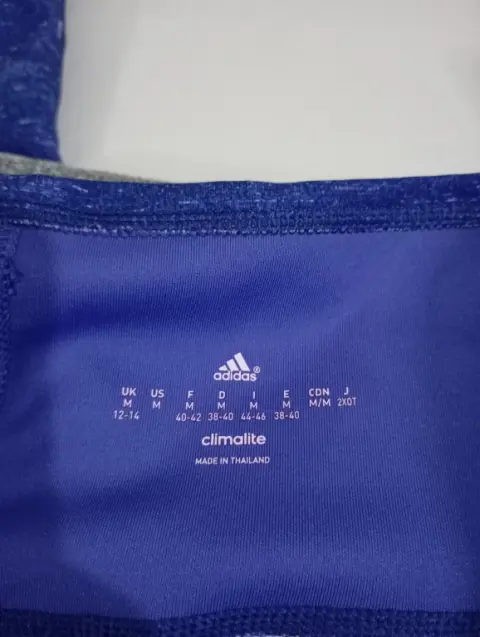 adidas®
UK US F D I E CDN J
M M M M M M M/M 2XOT
12-14 40-42 38-40 44-46 38-40
climalite
MADE IN THAILAND